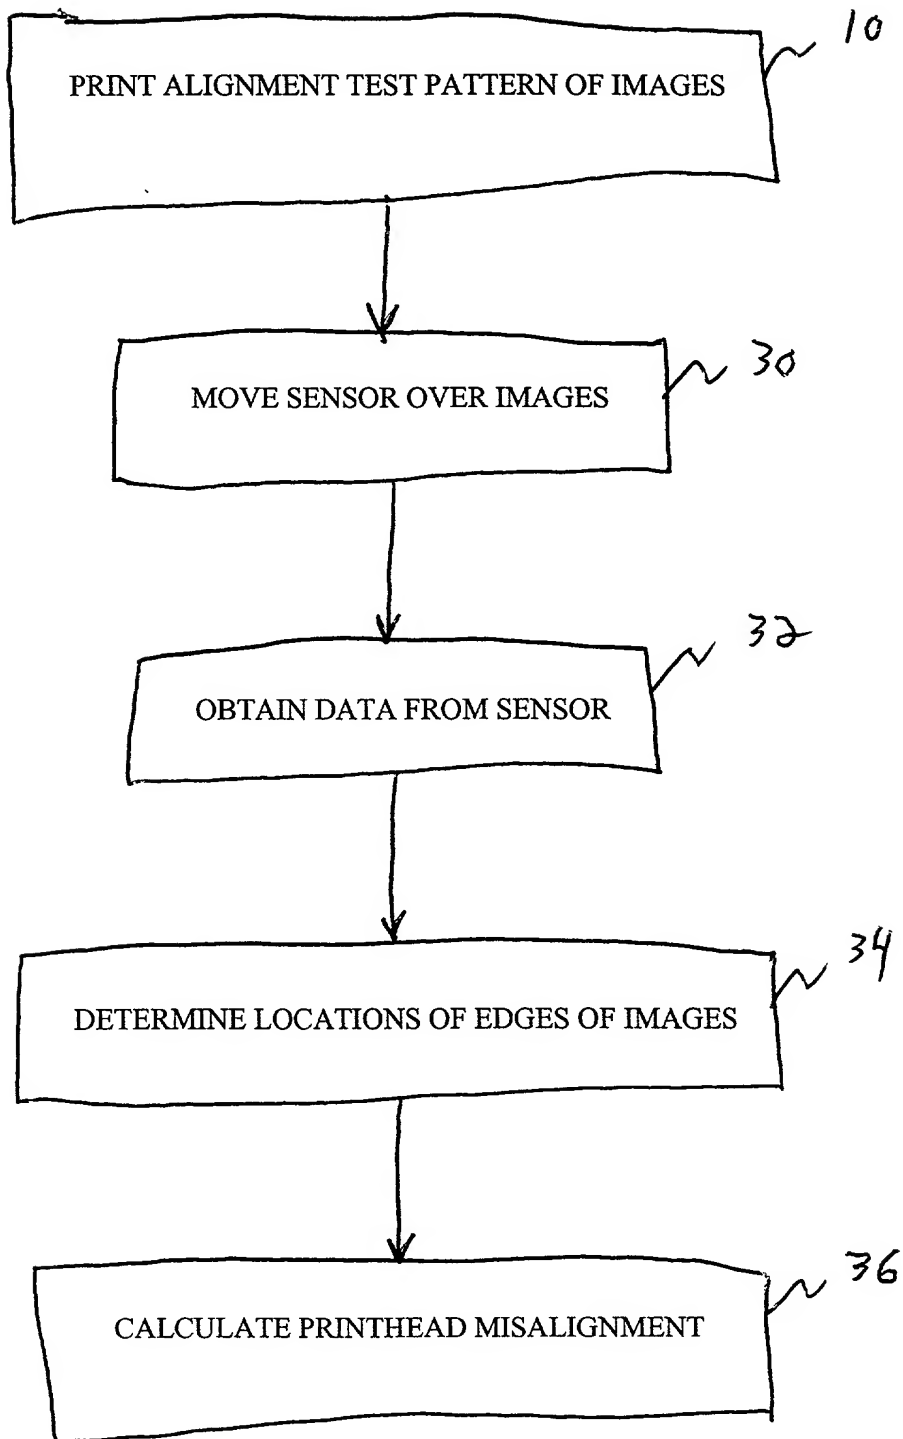 10
PRINT ALIGNMENT TEST PATTERN OF IMAGES
30
MOVE SENSOR OVER IMAGES
32
OBTAIN DATA FROM SENSOR
34
DETERMINE LOCATIONS OF EDGES OF IMAGES
36
CALCULATE PRINTHEAD MISALIGNMENT